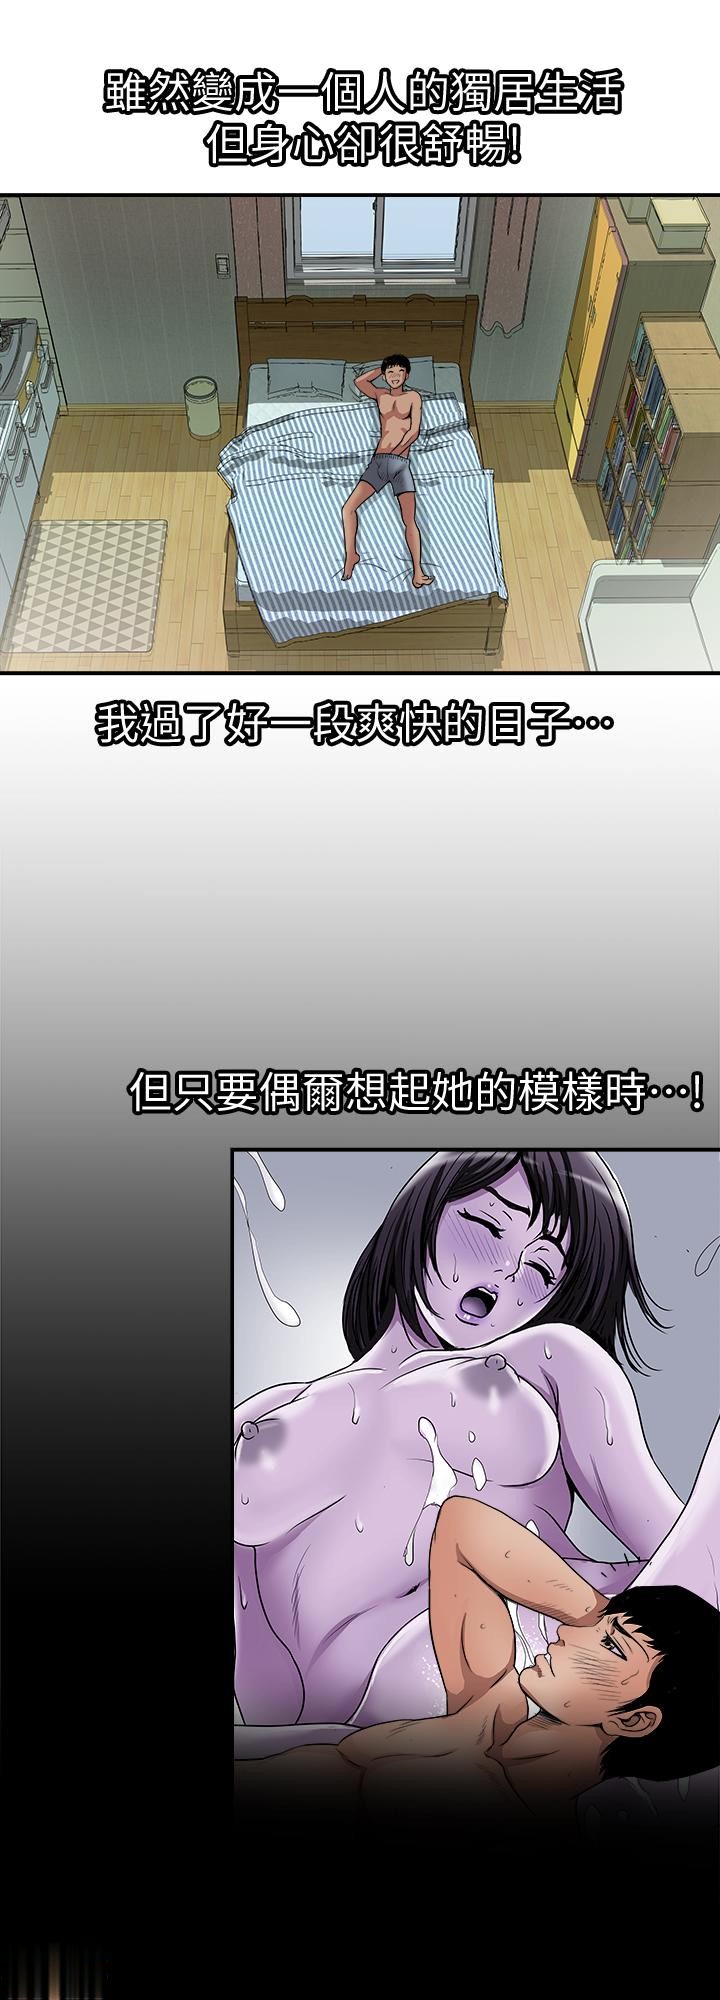 雖然變成一個人的獨居生活
但身心卻很舒暢!
我過了好一段爽快的日子…
但只要偶爾想起她的模樣時…!